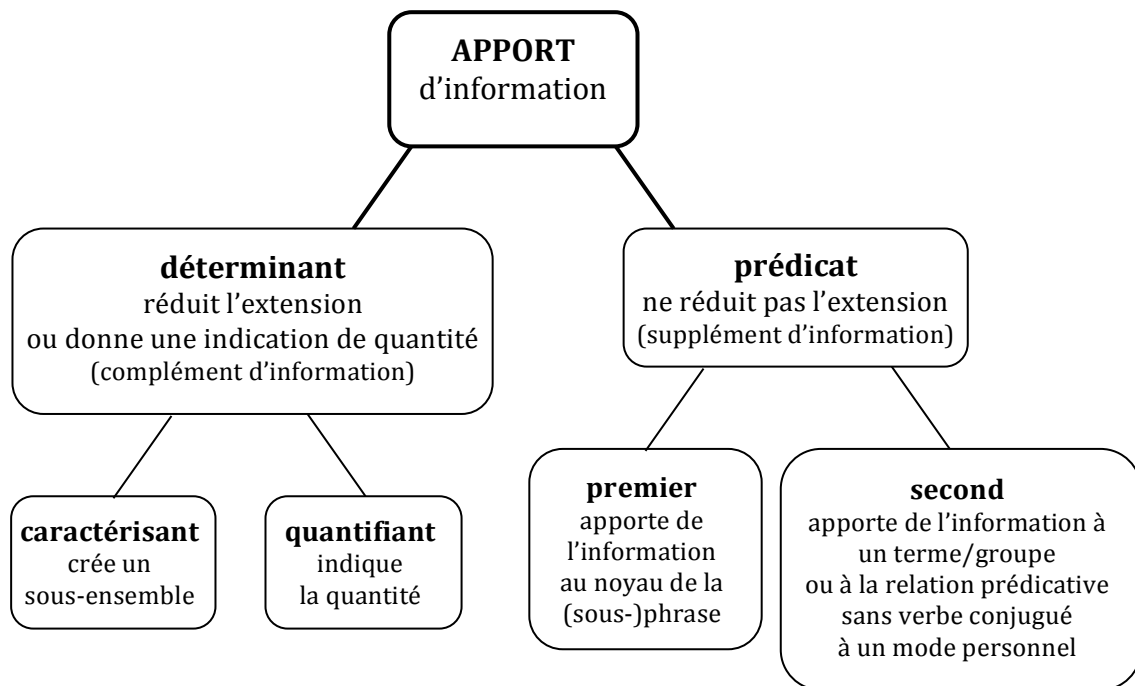 APPORT
d’information
déterminant
réduit l’extension
ou donne une indication de quantité
(complément d’information)
prédicat
ne réduit pas l’extension
(supplément d’information)
caractérisant
crée un
sous-ensemble
quantifiant
indique
la quantité
premier
apporte de
l’information
au noyau de la
(sous-)phrase
second
apporte de l’information à
un terme/groupe
ou à la relation prédicative
sans verbe conjugué
à un mode personnel